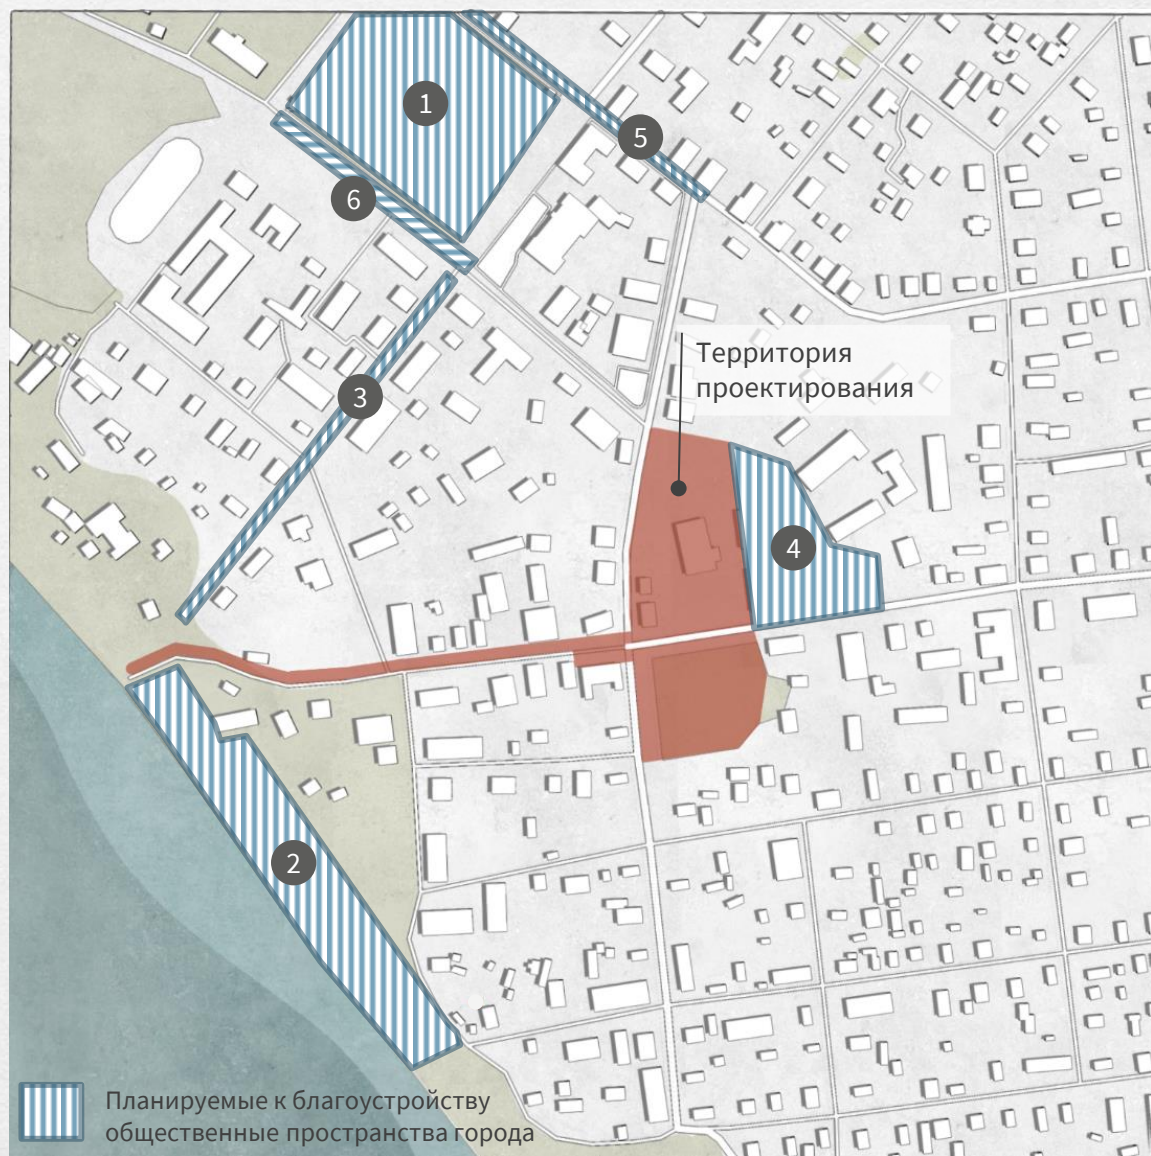 1
5
6
Территория
проектирования
3
4
2
Планируемые к благоустройству
общественные пространства города